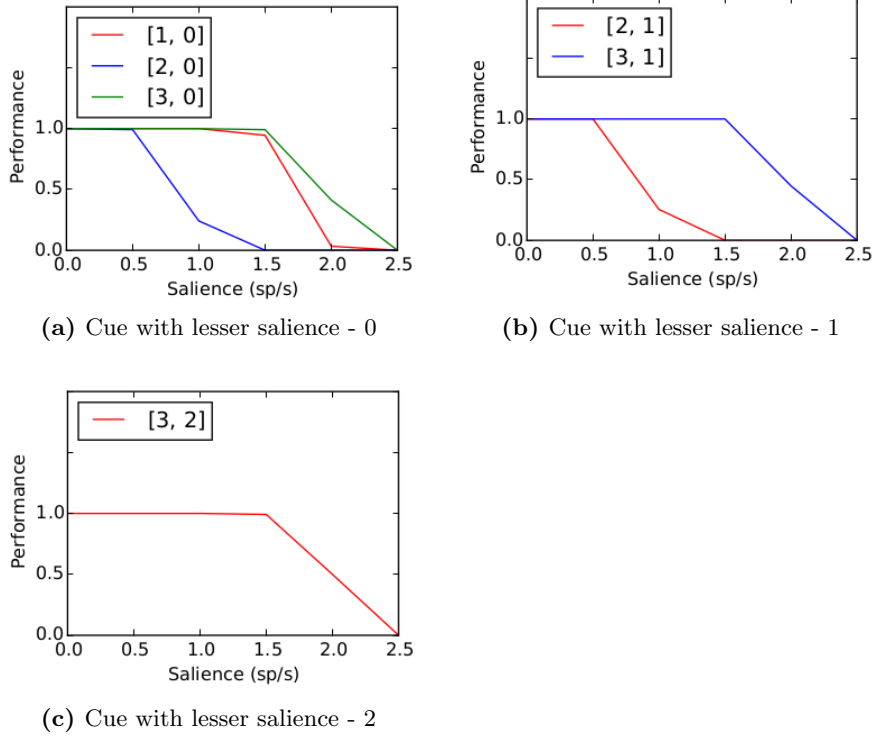 [1, 0]
[2, 0]
[3, 0]
Performance
1.0
0.5
0.0
0.0 0.5 1.0 1.5 2.0 2.5
Salience (sp/s)
(a) Cue with lesser salience - 0
[2, 1]
[3, 1]
Performance
1.0
0.5
0.0
0.0 0.5 1.0 1.5 2.0 2.5
Salience (sp/s)
(b) Cue with lesser salience - 1
[3, 2]
Performance
1.0
0.5
0.0
0.0 0.5 1.0 1.5 2.0 2.5
Salience (sp/s)
(c) Cue with lesser salience - 2